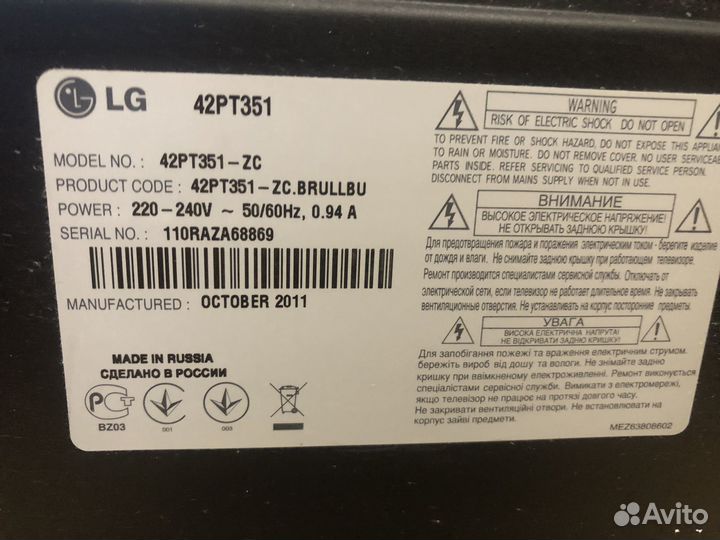 LG 42PT351
MODEL NO. : 42PT351-ZC
PRODUCT CODE : 42PT351-ZC.BRULLBU
POWER : 220-240V ~ 50/60Hz, 0.94 A
SERIAL NO. : 110RAZA68869
MANUFACTURED : OCTOBER 2011
MADE IN RUSSIA
СДЕЛАНО В РОССИИ
BZ03
001
003
WARNING
RISK OF ELECTRIC SHOCK DO NOT OPEN
TO PREVENT FIRE OR SHOCK HAZARD, DO NOT EXPOSE THIS APPLIAN
TO RAIN OR MOISTURE. DO NOT REMOVE COVER. NO USER SERVICEAB
PARTS INSIDE. REFER SERVICING TO QUALIFIED SERVICE PERSON.
DISCONNECT FROM MAINS SUPPLY WHEN NOT IN USE.
ВНИМАНИЕ
ВЫСОКОЕ ЭЛЕКТРИЧЕСКОЕ НАПРЯЖЕНИЕ!
НЕ ОТКРЫВАТЬ ЗАДНЮЮ КРЫШКУ!
Для предотвращения пожара и поражения электрическим током - берегите изделие
от дождя и влаги. Не снимайте заднюю крышку при работающем телевизоре.
Ремонт производится специалистами сервисной службы. Отключать от
электрической сети, если телевизор не работает длительное время. Не закрывать
вентиляционные отверстия. Не устанавливать на корпус посторонние предметы.
УВАГА
ВИСОКА ЕЛЕКТРИЧНА НАПРУГА!
НЕ ВІДКРИВАТИ ЗАДНЮ КРИШКУ!
Для запобігання пожежі та враження електричним струмом.
бережіть виріб від дощу та вологи. Не знімайте задню
кришку при ввімкненому електроживленні. Ремонт виконується
спеціалістами сервісної служби. Вимикати з електромережі,
якщо телевізор не працює на протязі довгого часу.
Не закривати вентиляційні отвори. Не встановлювати на
корпус сторонні предмети.
MEZ63808602
Avito